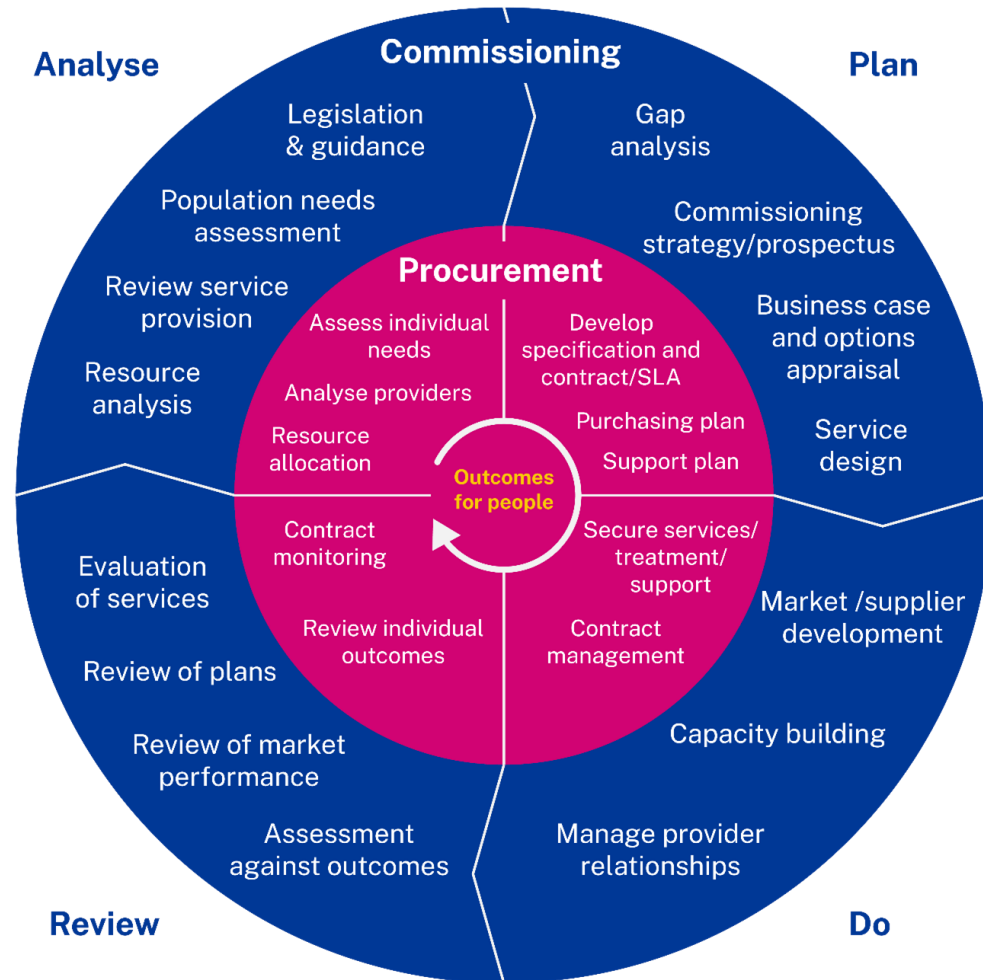 Analyse
Commissioning
Plan
Legislation
& guidance
Population needs
assessment
Review service
provision
Resource
analysis
Gap
analysis
Commissioning
strategy/prospectus
Business case
and options
appraisal
Service
design
Procurement
Assess individual
needs
Analyse providers
Resource
allocation
Develop
specification and
contract/SLA
Purchasing plan
Support plan
Outcomes
for people
Contract
monitoring
Review individual
outcomes
Secure services/
treatment/
support
Contract
management
Evaluation
of services
Review of plans
Review of market
performance
Assessment
against outcomes
Market /supplier
development
Capacity building
Manage provider
relationships
Review
Do